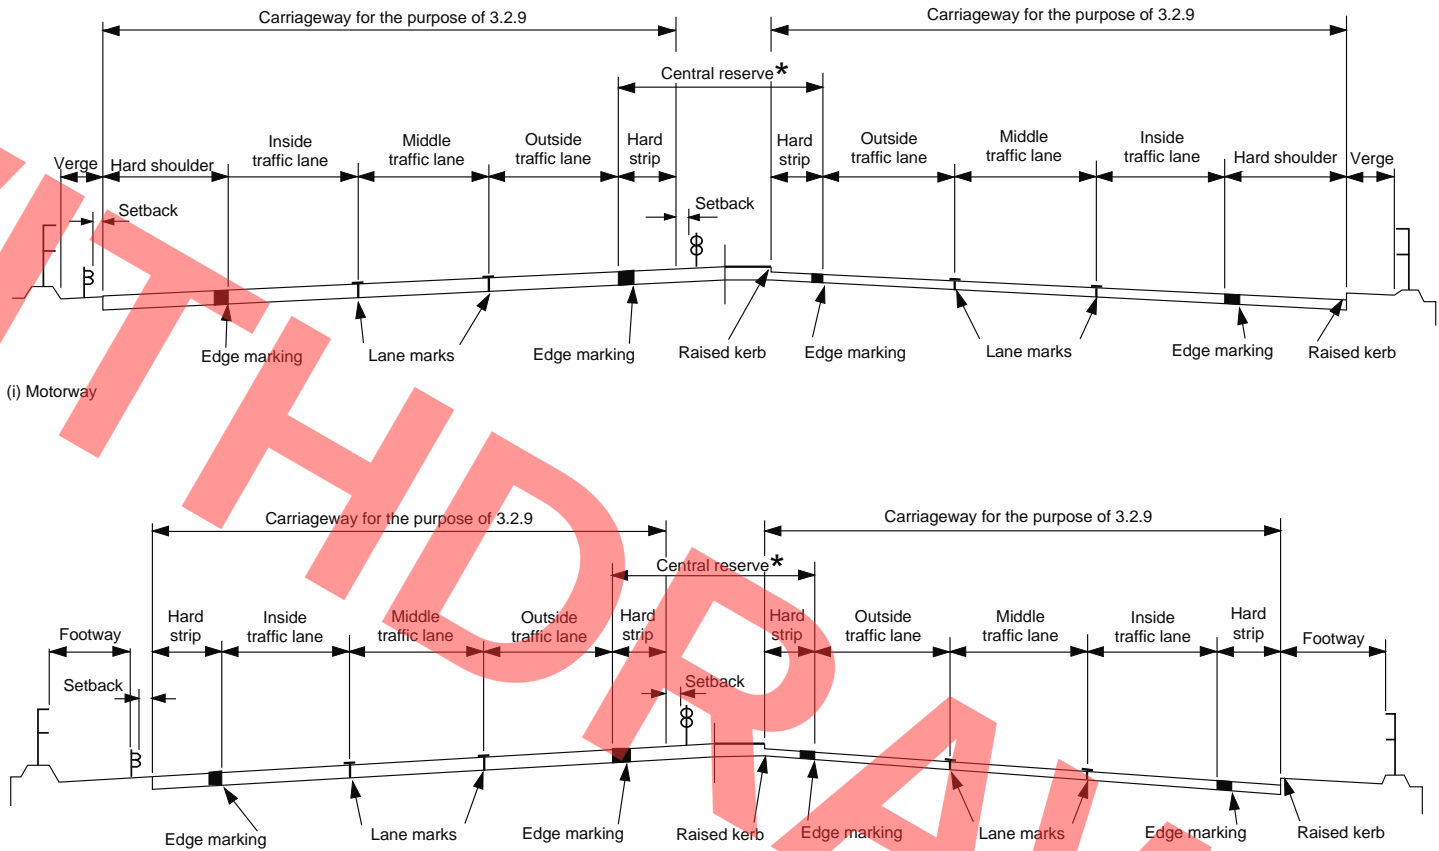 Carriageway for the purpose of 3.2.9
Carriageway for the purpose of 3.2.9
Central reserve*
Verge
Hard shoulder
Inside
traffic lane
Middle
traffic lane
Outside
traffic lane
Hard
strip
Hard
strip
Outside
traffic lane
Middle
traffic lane
Inside
traffic lane
Hard shoulder
Verge
Setback
Setback
Edge marking
Lane marks
Edge marking
Raised kerb
Edge marking
Lane marks
Edge marking
Raised kerb
(i) Motorway
Carriageway for the purpose of 3.2.9
Carriageway for the purpose of 3.2.9
Central reserve*
Footway
Hard
strip
Inside
traffic lane
Middle
traffic lane
Outside
traffic lane
Hard
strip
Hard
strip
Outside
traffic lane
Middle
traffic lane
Inside
traffic lane
Hard
strip
Footway
Setback
Setback
Edge marking
Lane marks
Edge marking
Raised kerb
Edge marking
Lane marks
Edge marking
Raised kerb